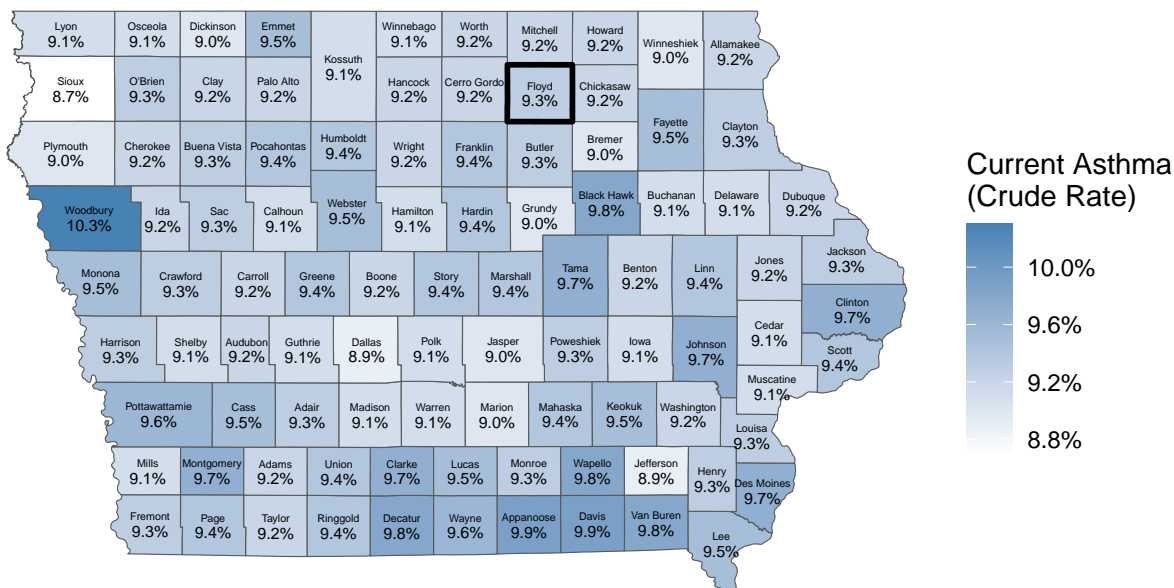 Lyon
9.1%
Osceola
9.1%
Dickinson
9.0%
Emmet
9.5%
Kossuth
9.1%
Winnebago
9.1%
Worth
9.2%
Mitchell
9.2%
Howard
9.2%
Winneshiek
9.0%
Allamakee
9.2%
Sioux
8.7%
O'Brien
9.3%
Clay
9.2%
Palo Alto
9.2%
Hancock
9.2%
Cerro Gordo
9.2%
Floyd
9.3%
Chickasaw
9.2%
Fayette
9.5%
Clayton
9.3%
Plymouth
9.0%
Cherokee
9.2%
Buena Vista
9.3%
Pocahontas
9.4%
Humboldt
9.4%
Wright
9.2%
Franklin
9.4%
Butler
9.3%
Bremer
9.0%
Woodbury
10.3%
Ida
9.2%
Sac
9.3%
Calhoun
9.1%
Webster
9.5%
Hamilton
9.1%
Hardin
9.4%
Grundy
9.0%
Black Hawk
9.8%
Buchanan
9.1%
Delaware
9.1%
Dubuque
9.2%
Monona
9.5%
Crawford
9.3%
Carroll
9.2%
Greene
9.4%
Boone
9.2%
Story
9.4%
Marshall
9.4%
Tama
9.7%
Benton
9.2%
Linn
9.4%
Jones
9.2%
Jackson
9.3%
Clinton
9.7%
Harrison
9.3%
Shelby
9.1%
Audubon
9.2%
Guthrie
9.1%
Dallas
8.9%
Polk
9.1%
Jasper
9.0%
Poweshiek
9.3%
Iowa
9.1%
Johnson
9.7%
Cedar
9.1%
Scott
9.4%
Muscatine
9.1%
Pottawattamie
9.6%
Cass
9.5%
Adair
9.3%
Madison
9.1%
Warren
9.1%
Marion
9.0%
Mahaska
9.4%
Keokuk
9.5%
Washington
9.2%
Louisa
9.3%
Mills
9.1%
Montgomery
9.7%
Adams
9.2%
Union
9.4%
Clarke
9.7%
Lucas
9.5%
Monroe
9.3%
Wapello
9.8%
Jefferson
8.9%
Henry
9.3%
Des Moines
9.7%
Fremont
9.3%
Page
9.4%
Taylor
9.2%
Ringgold
9.4%
Decatur
9.8%
Wayne
9.6%
Appanoose
9.9%
Davis
9.9%
Van Buren
9.8%
Lee
9.5%
Current Asthma
(Crude Rate)
10.0%
9.6%
9.2%
8.8%